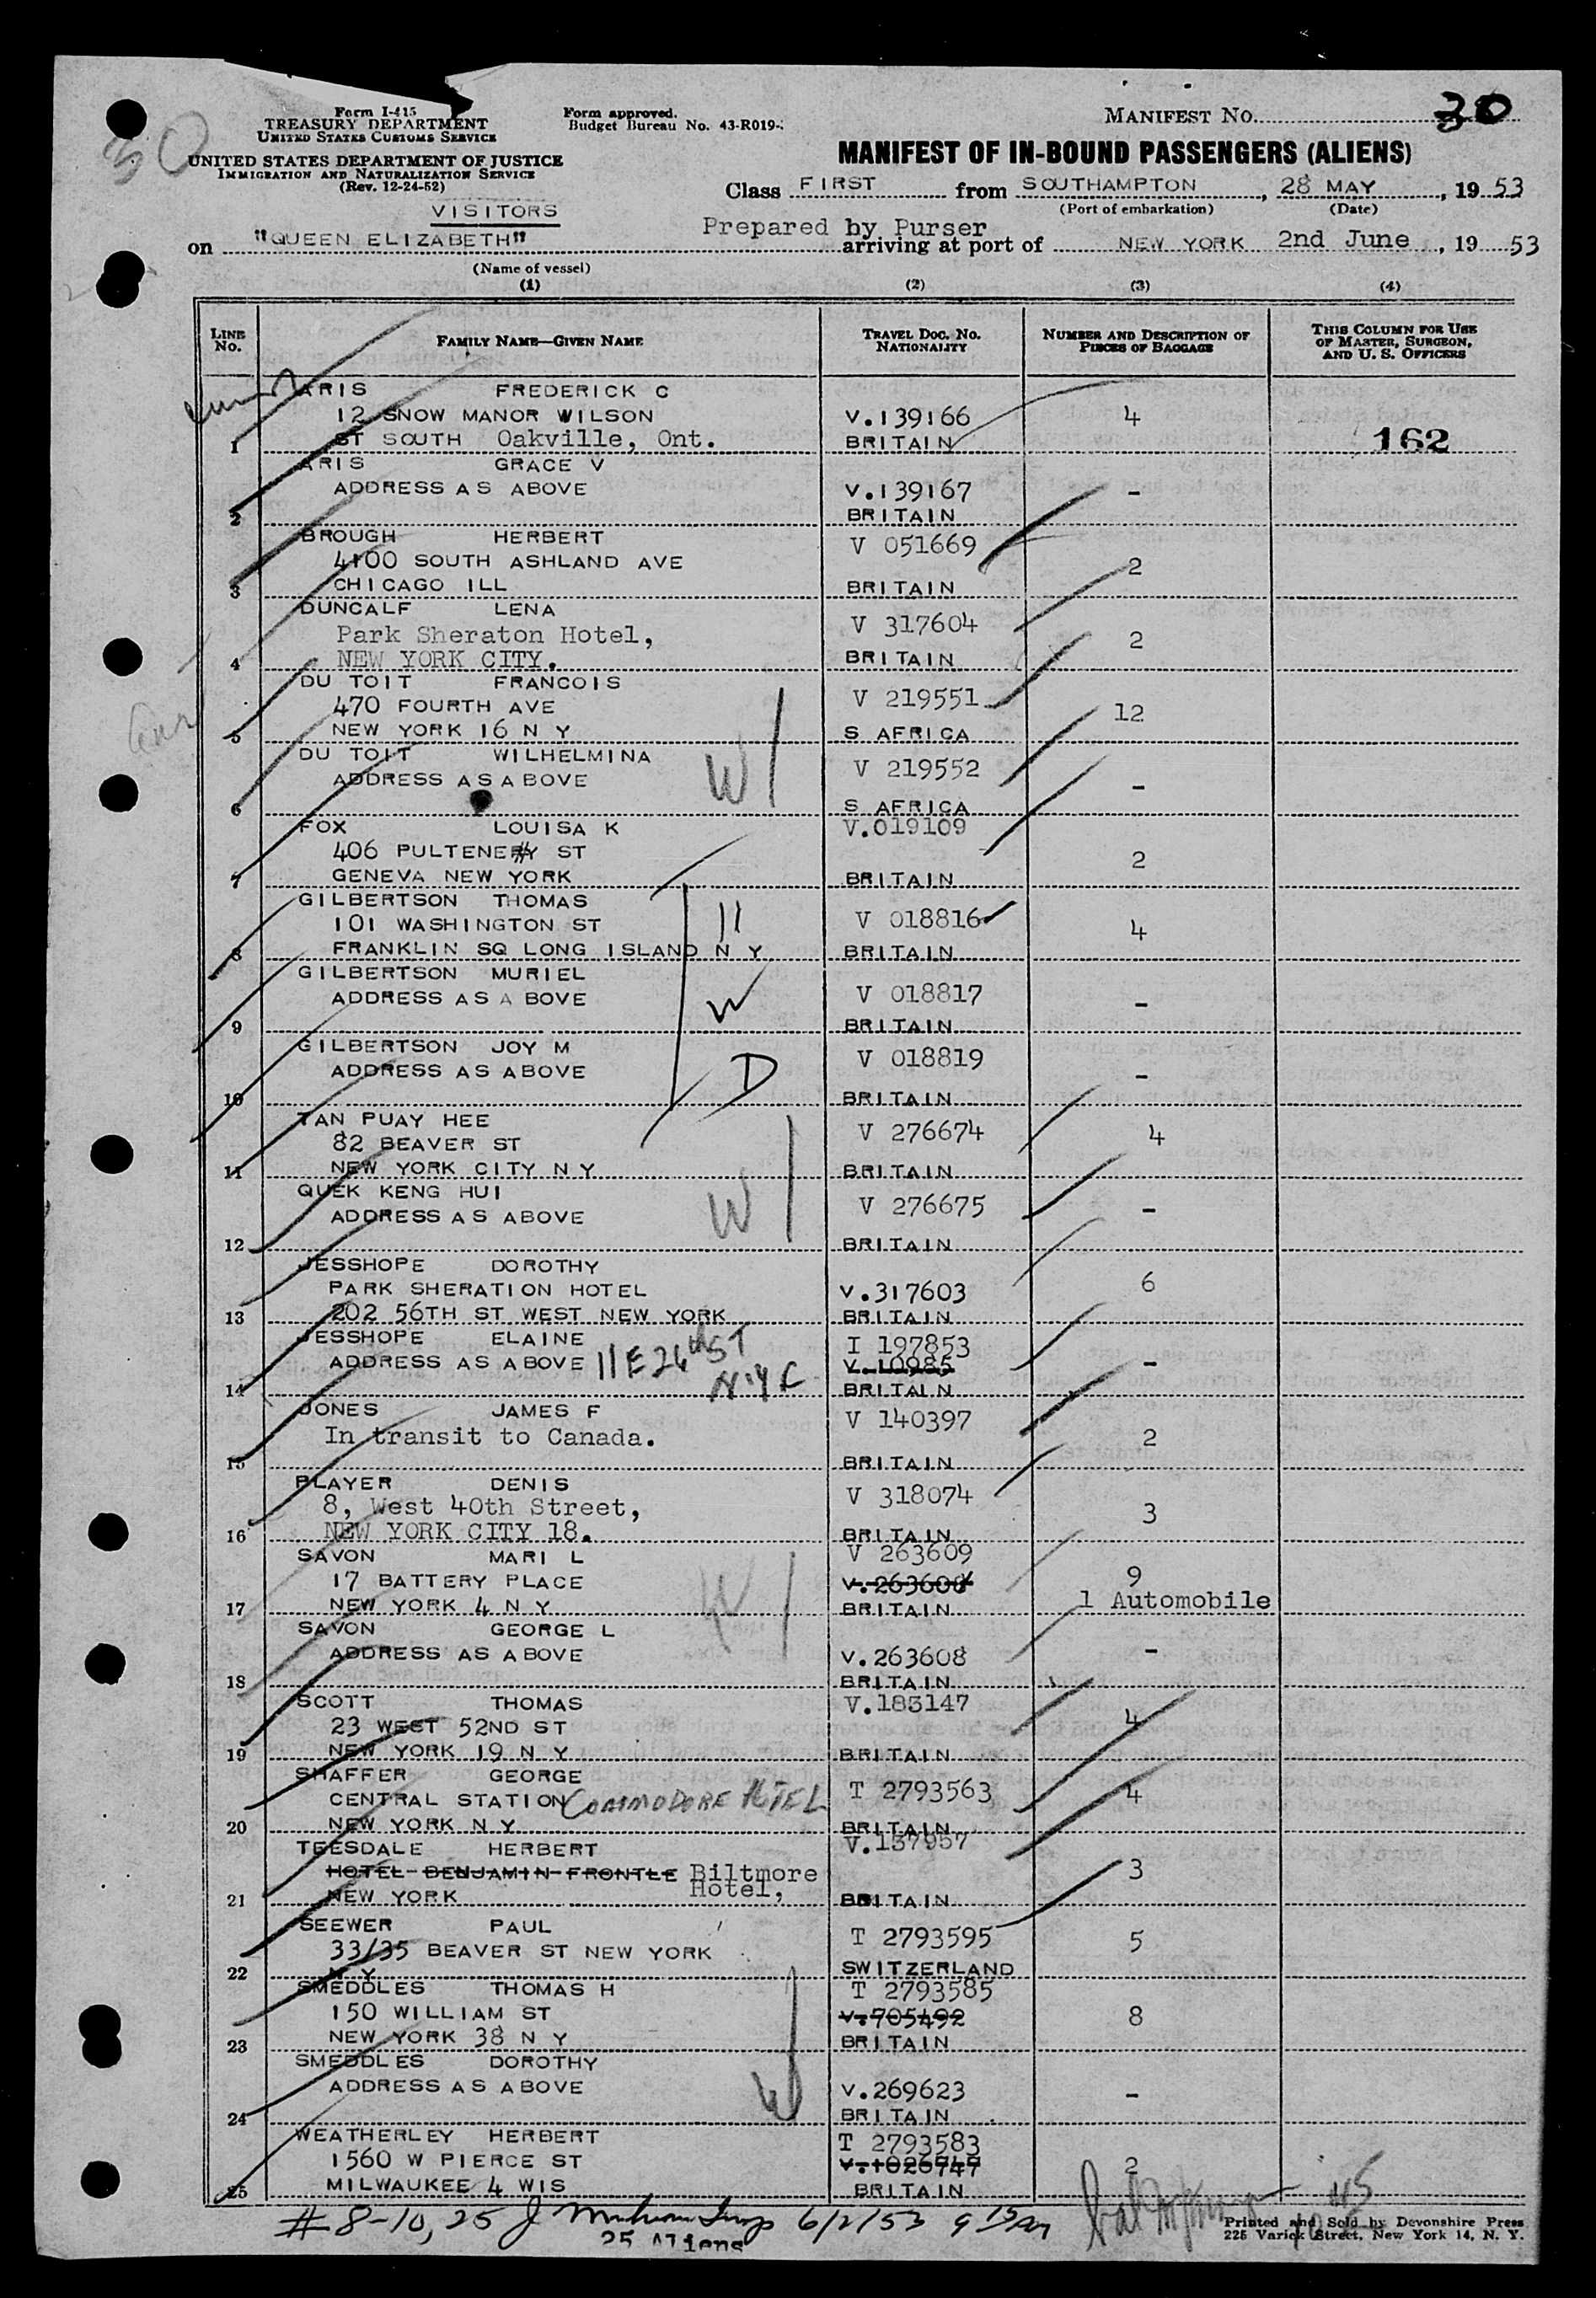 Form I-415
TREASURY DEPARTMENT
UNITED STATES CUSTOMS SERVICE
UNITED STATES DEPARTMENT OF JUSTICE
IMMIGRATION AND NATURALIZATION SERVICE
(Rev. 12-24-52)
30
Form approved.
Budget Bureau No. 43-R019-
MANIFEST NO. 30
MANIFEST OF IN-BOUND PASSENGERS (ALIENS)
Class FIRST from SOUTHAMPTON, 28 MAY, 19 53
(Port of embarkation) (Date)
VISITORS
Prepared by Purser
on "QUEEN ELIZABETH" arriving at port of NEW YORK 2nd June, 19 53
(Name of vessel)
(1) (2) (3) (4)
LINE NO. FAMILY NAME—GIVEN NAME TRAVEL DOC. NO. NATIONALITY NUMBER AND DESCRIPTION OF PIECES OF BAGGAGE THIS COLUMN FOR USE OF MASTER, SURGEON, AND U. S. OFFICERS
ARIS FREDERICK C
12 SNOW MANOR WILSON V.139166 4
1 ST SOUTH Oakville, Ont. BRITAIN 162
ARIS GRACE V
ADDRESS AS ABOVE V.139167 -
2 BRITAIN
BROUGH HERBERT V 051669
4100 SOUTH ASHLAND AVE 2
3 CHICAGO ILL BRITAIN
DUNCALF LENA V 317604
Park Sheraton Hotel, 2
4 NEW YORK CITY. BRITAIN
DU TOIT FRANCOIS V 219551
470 FOURTH AVE 12
5 NEW YORK 16 N Y S AFRICA
DU TOIT WILHELMINA V 219552
ADDRESS AS ABOVE W -
6 S AFRICA
FOX LOUISA K V.019109
406 PULTENEY ST 2
7 GENEVA NEW YORK BRITAIN
GILBERTSON THOMAS V 018816
101 WASHINGTON ST 4
8 FRANKLIN SQ LONG ISLAND N Y BRITAIN
GILBERTSON MURIEL V 018817
ADDRESS AS A BOVE W -
9 BRITAIN
GILBERTSON JOY M V 018819
ADDRESS AS ABOVE D -
10 BRITAIN
TAN PUAY HEE V 276674
82 BEAVER ST 4
11 NEW YORK CITY N Y BRITAIN
QUEK KENG HUI V 276675
ADDRESS AS ABOVE W -
12 BRITAIN
JESSHOPE DOROTHY
PARK SHERATION HOTEL V.317603 6
13 202 56TH ST WEST NEW YORK BRITAIN
JESSHOPE ELAINE I 197853
ADDRESS AS ABOVE 11 E 26th ST V.10985 -
N.Y C
14 BRITAIN
JONES JAMES F V 140397
In transit to Canada. 2
15 BRITAIN
PLAYER DENIS V 318074
8, West 40th Street, 3
16 NEW YORK CITY 18. BRITAIN
SAVON MARI L V 263609
17 BATTERY PLACE V.263608 9
17 NEW YORK 4 N Y W BRITAIN 1 Automobile
SAVON GEORGE L
ADDRESS AS ABOVE V.263608 -
18 BRITAIN
SCOTT THOMAS V.183147
23 WEST 52ND ST 4
19 NEW YORK 19 N Y BRITAIN
SHAFFER GEORGE T 2793563
CENTRAL STATION COMMODORE HOTEL 4
20 NEW YORK N Y BRITAIN
TEESDALE HERBERT V.137957
HOTEL BENJAMIN FRONTLE Biltmore 3
Hotel,
21 NEW YORK BRITAIN
SEEWER PAUL T 2793595
33/35 BEAVER ST NEW YORK 5
22 N Y SWITZERLAND
SMEDDLES THOMAS H T 2793585
150 WILLIAM ST V.705492 8
23 NEW YORK 38 N Y BRITAIN
SMEDDLES DOROTHY
ADDRESS AS ABOVE W V.269623 -
24 BRITAIN
WEATHERLEY HERBERT T 2793583
1560 W PIERCE ST V.1026747 2
25 MILWAUKEE 4 WIS BRITAIN
# 8-10, 25 6/2/53 9 15 AM
25 Aliens
Printed and Sold by Devonshire Press
225 Varick Street, New York 14, N. Y.